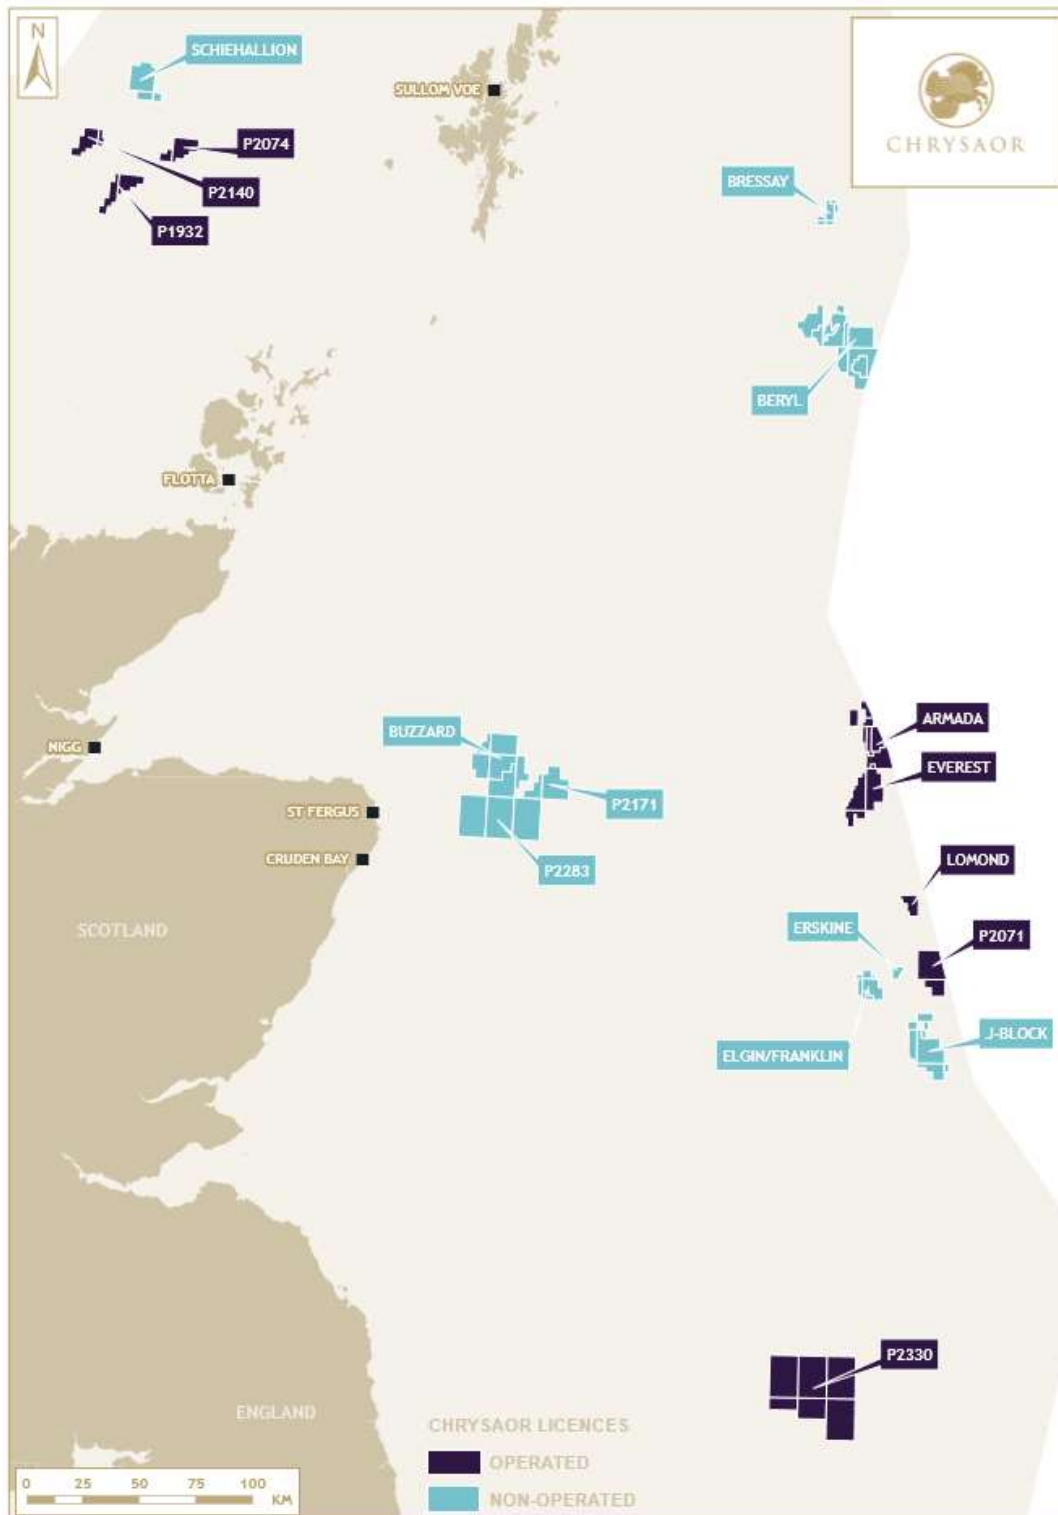 N
SCHIEHALLION
SULLOM VOE
CHRYSAOR
P2074
P2140
P1932
BRESSAY
BERYL
FLOTTA
ARMADA
BUZZARD
NIGG
EVEREST
P2171
ST FERGUS
CRUDEN BAY
P2283
LOMOND
SCOTLAND
ERSKINE
P2071
J-BLOCK
ELGIN/FRANKLIN
P2330
ENGLAND
CHRYSAOR LICENCES
OPERATED
NON-OPERATED
0 25 50 75 100
KM